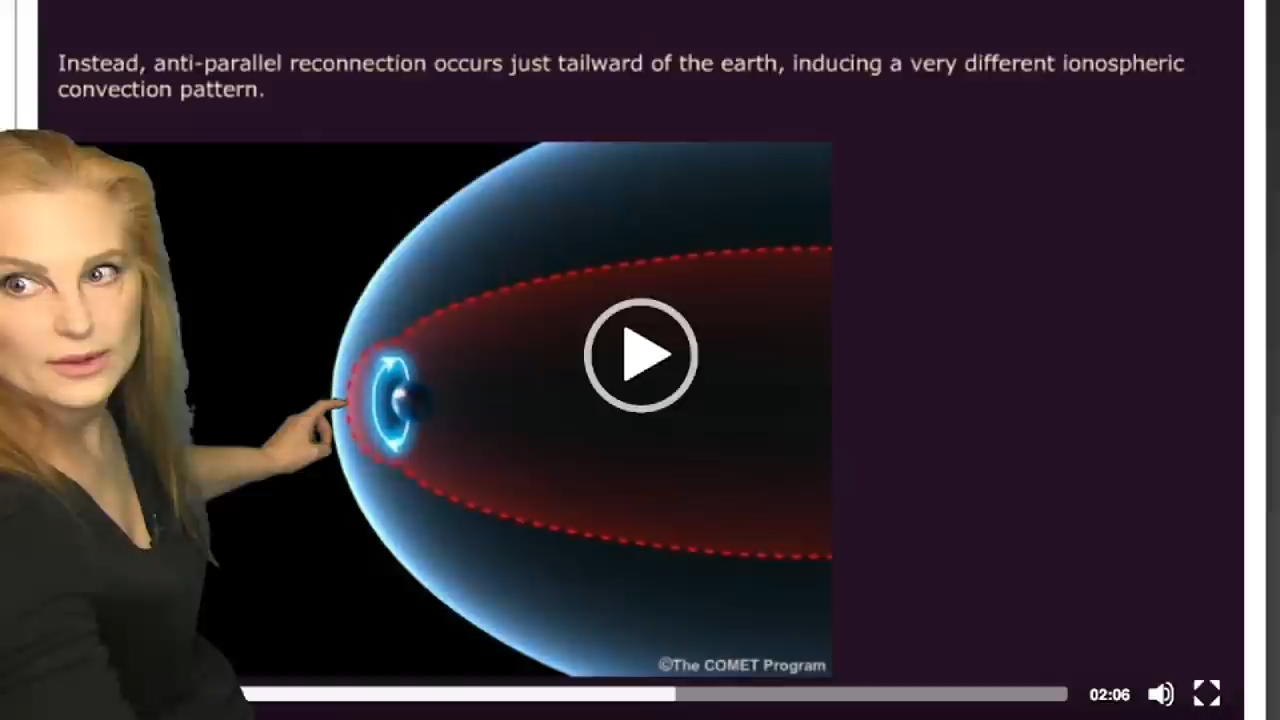 Instead, anti-parallel reconnection occurs just tailward of the earth, inducing a very different ionospheric
convection pattern.
©The COMET Program
02:06